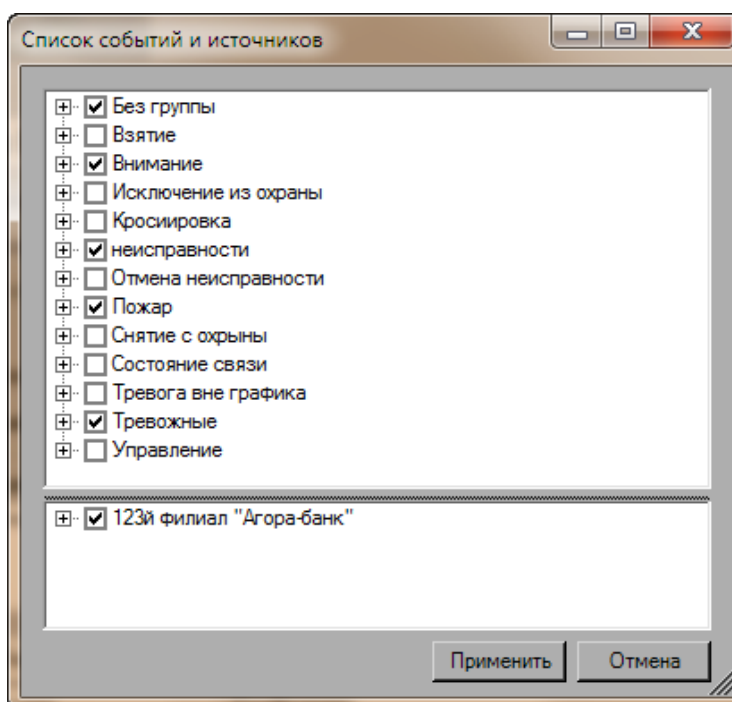 Список событий и источников
Без группы
Взятие
Внимание
Исключение из охраны
Кросиировка
неисправности
Отмена неисправности
Пожар
Снятие с охрыны
Состояние связи
Тревога вне графика
Тревожные
Управление
123й филиал "Агора-банк"
Применить
Отмена